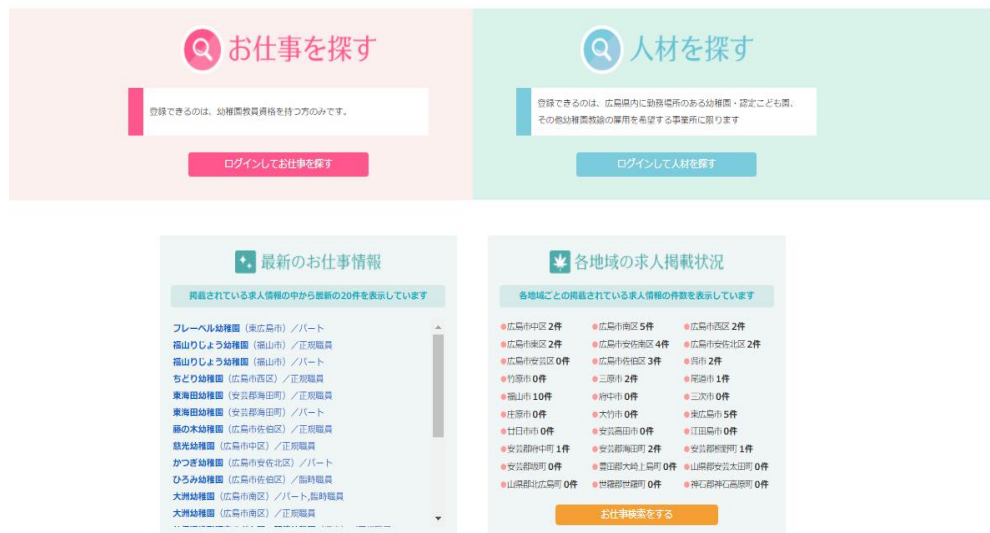 お仕事を探す
登録できるのは、幼稚園教員資格を持つ方のみです。
ログインしてお仕事を探す
人材を探す
登録できるのは、広島県内に勤務場所のある幼稚園・認定こども園、
その他幼稚園教諭の雇用を希望する事業所に限ります
ログインして人材を探す
最新のお仕事情報
掲載されている求人情報の中から最新の20件を表示しています
フレーベル幼稚園（東広島市）／パート
福山りじょう幼稚園（福山市）／正規職員
福山りじょう幼稚園（福山市）／パート
ちどり幼稚園（広島市西区）／正規職員
東海田幼稚園（安芸郡海田町）／正規職員
東海田幼稚園（安芸郡海田町）／パート
藤の木幼稚園（広島市佐伯区）／正規職員
慈光幼稚園（広島市中区）／正規職員
かつぎ幼稚園（広島市安佐北区）／パート
ひろみ幼稚園（広島市佐伯区）／臨時職員
大洲幼稚園（広島市南区）／パート,臨時職員
大洲幼稚園（広島市南区）／正規職員
各地域の求人掲載状況
各地域ごとの掲載されている求人情報の件数を表示しています
広島市中区 2件 広島市南区 5件 広島市西区 2件
広島市東区 2件 広島市安佐南区 4件 広島市安佐北区 2件
広島市安芸区 0件 広島市佐伯区 3件 呉市 2件
竹原市 0件 三原市 2件 尾道市 1件
福山市 10件 府中市 0件 三次市 0件
庄原市 0件 大竹市 0件 東広島市 5件
廿日市市 0件 安芸高田市 0件 江田島市 0件
安芸郡府中町 1件 安芸郡海田町 2件 安芸郡熊野町 1件
安芸郡坂町 0件 豊田郡大崎上島町 0件 山県郡安芸太田町 0件
山県郡北広島町 0件 世羅郡世羅町 0件 神石郡神石高原町 0件
お仕事検索をする